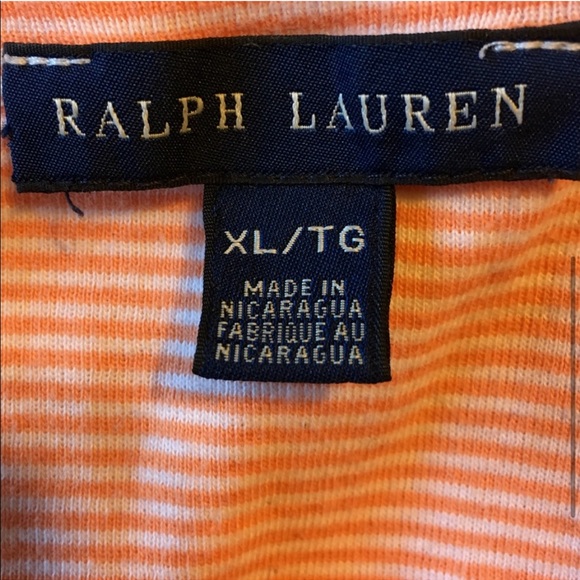 RALPH LAUREN
XL/TG
MADE IN
NICARAGUA
FABRIQUE AU
NICARAGUA